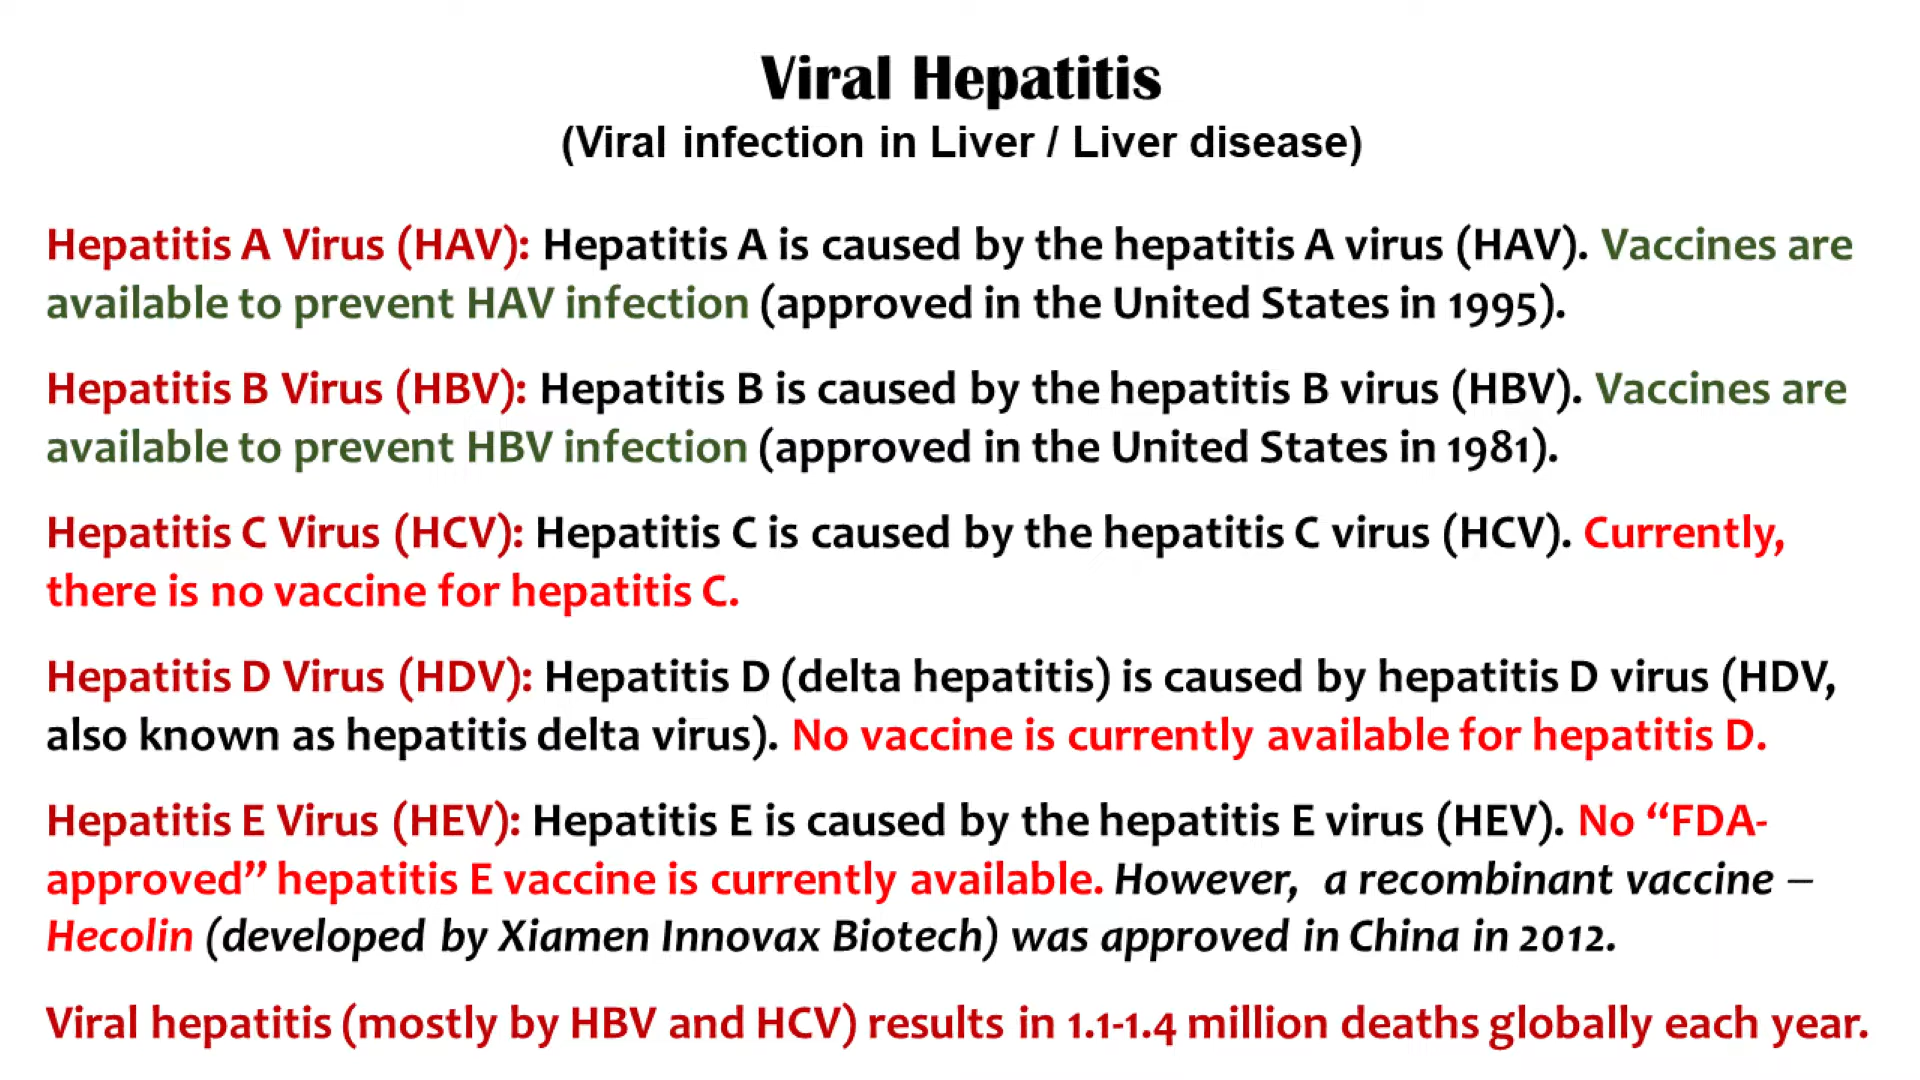 Viral Hepatitis
(Viral infection in Liver / Liver disease)
Hepatitis A Virus (HAV): Hepatitis A is caused by the hepatitis A virus (HAV). Vaccines are
available to prevent HAV infection (approved in the United States in 1995).
Hepatitis B Virus (HBV): Hepatitis B is caused by the hepatitis B virus (HBV). Vaccines are
available to prevent HBV infection (approved in the United States in 1981).
Hepatitis C Virus (HCV): Hepatitis C is caused by the hepatitis C virus (HCV). Currently,
there is no vaccine for hepatitis C.
Hepatitis D Virus (HDV): Hepatitis D (delta hepatitis) is caused by hepatitis D virus (HDV,
also known as hepatitis delta virus). No vaccine is currently available for hepatitis D.
Hepatitis E Virus (HEV): Hepatitis E is caused by the hepatitis E virus (HEV). No “FDA-
approved” hepatitis E vaccine is currently available. However, a recombinant vaccine –
Hecolin (developed by Xiamen Innovax Biotech) was approved in China in 2012.
Viral hepatitis (mostly by HBV and HCV) results in 1.1-1.4 million deaths globally each year.